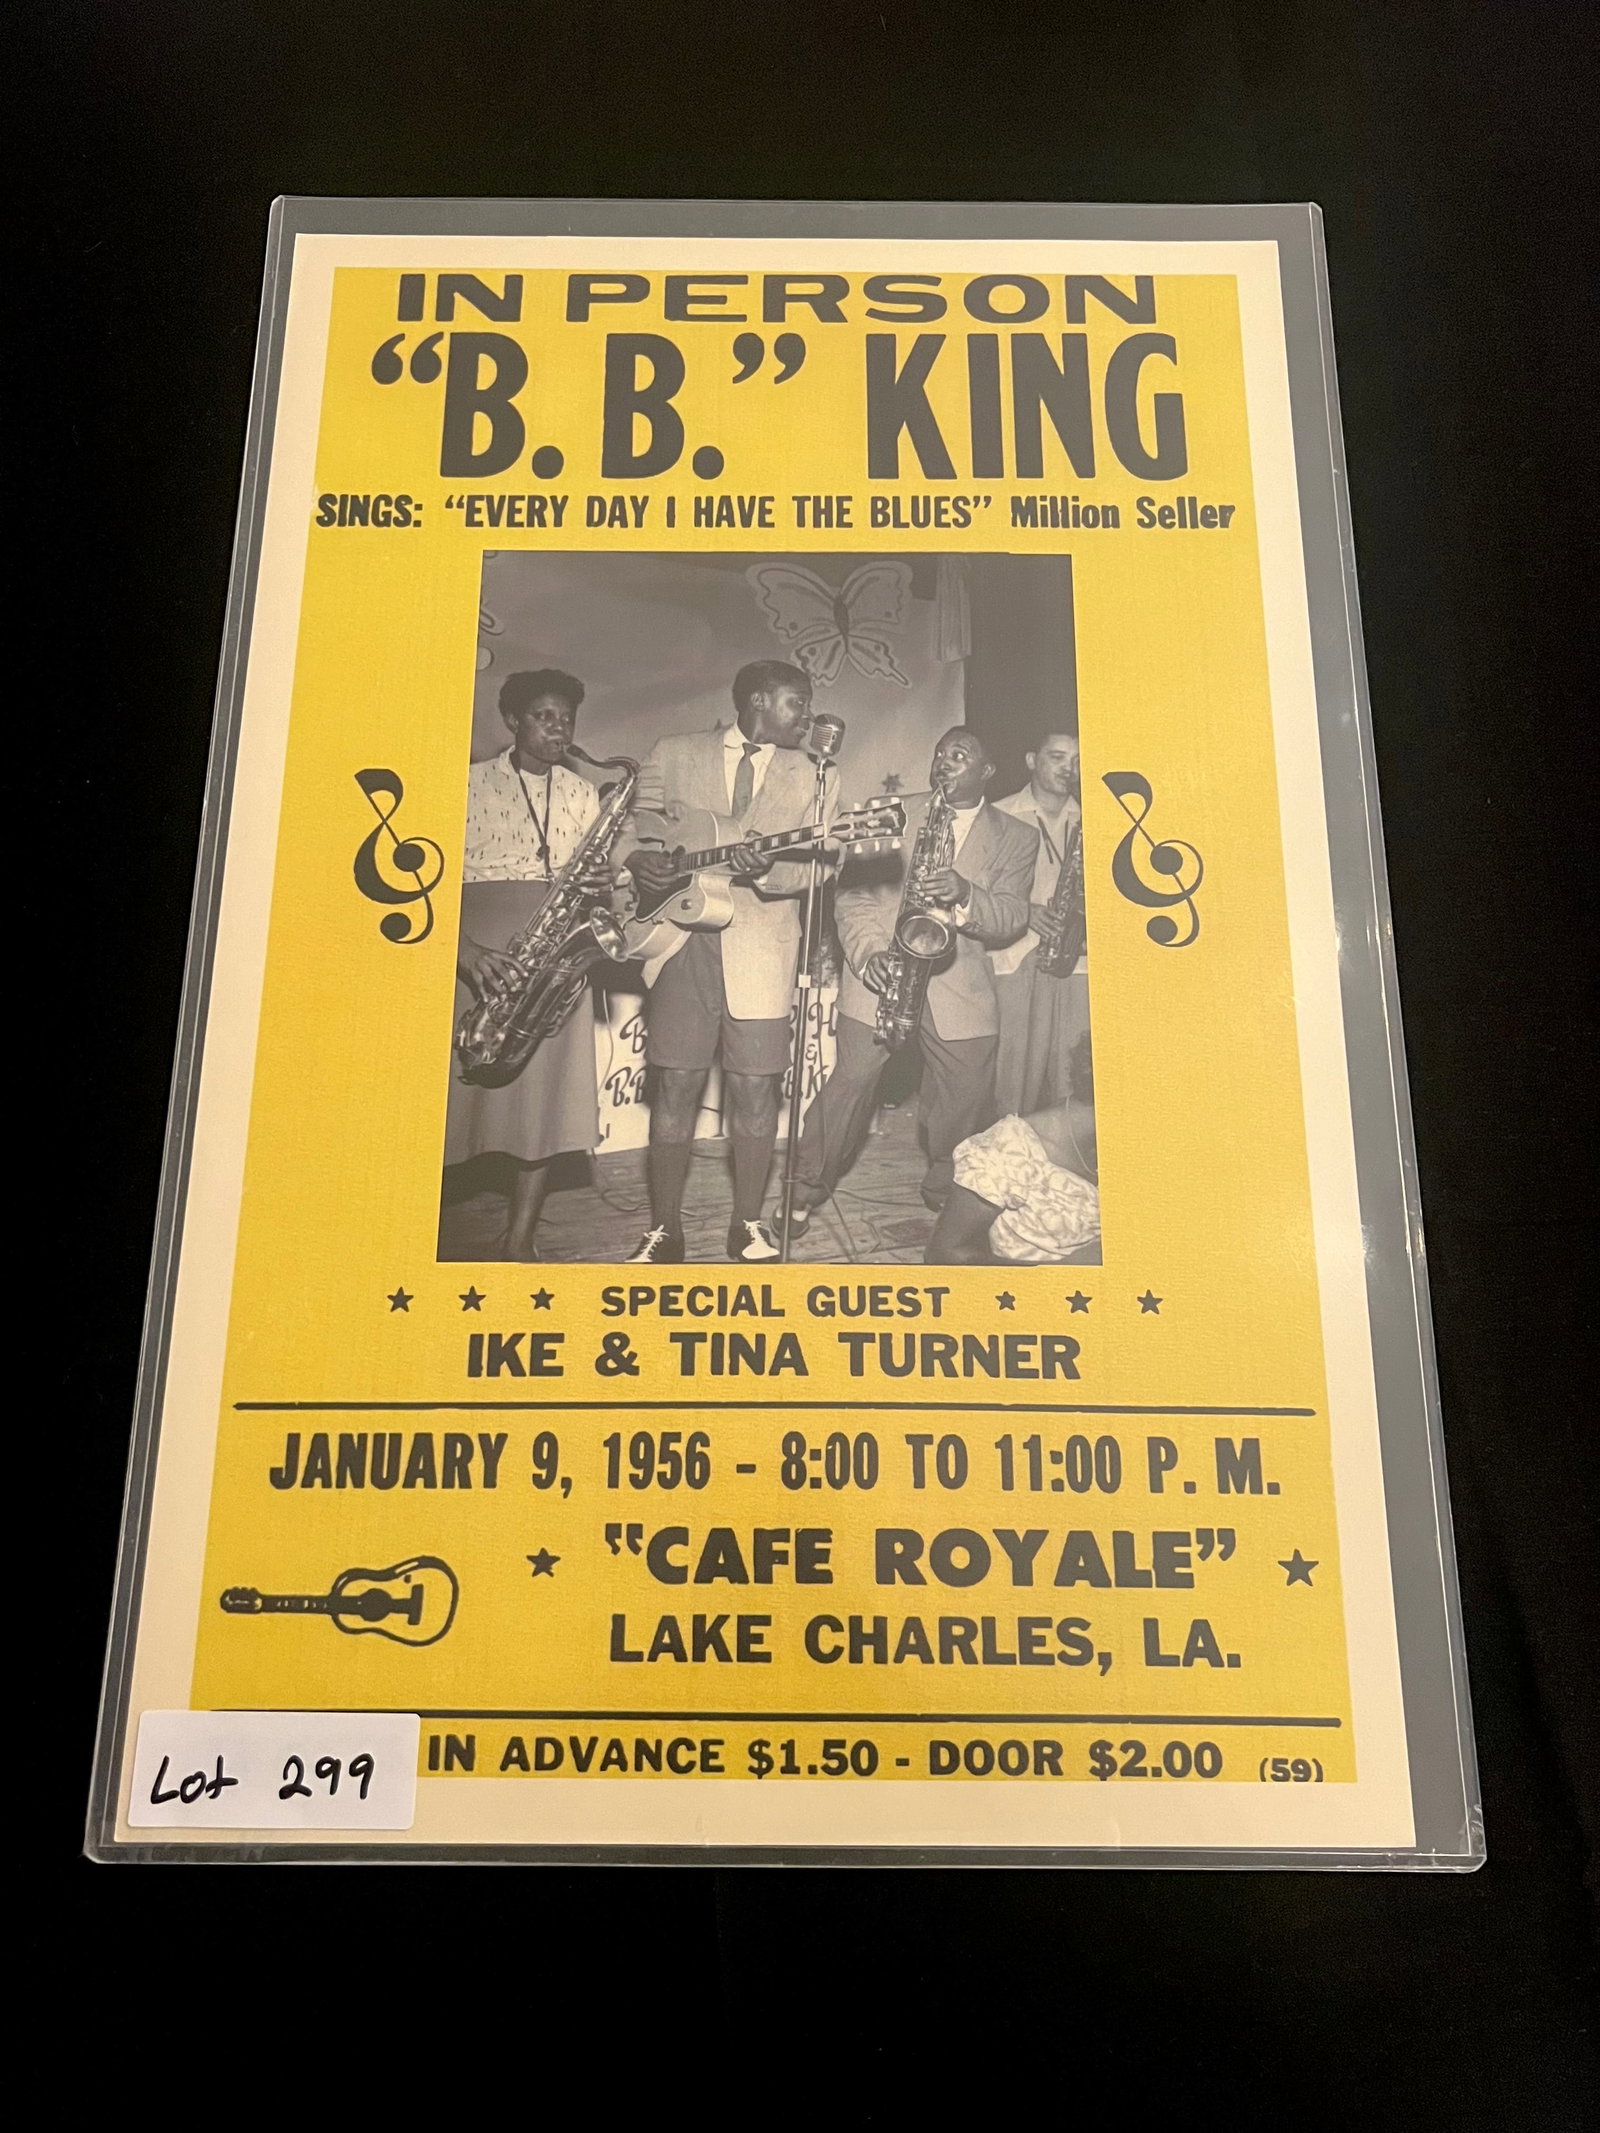 IN PERSON
“B. B.” KING
SINGS: “EVERY DAY I HAVE THE BLUES” Million Seller
SPECIAL GUEST
IKE & TINA TURNER
JANUARY 9, 1956 - 8:00 TO 11:00 P. M.
"CAFE ROYALE”
LAKE CHARLES, LA.
IN ADVANCE $1.50 - DOOR $2.00 (59)
Lot 299